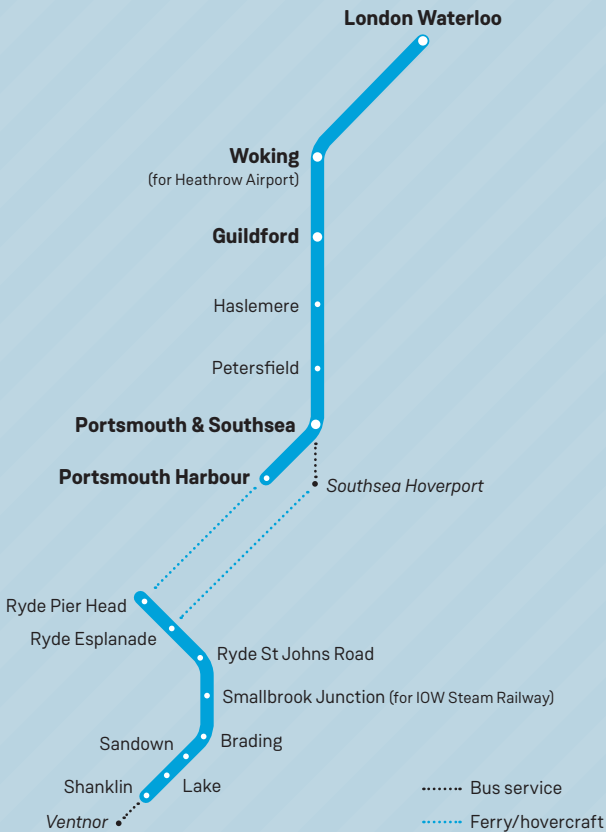 London Waterloo
Woking
(for Heathrow Airport)
Guildford
Haslemere
Petersfield
Portsmouth & Southsea
Portsmouth Harbour
Southsea Hoverport
Ryde Pier Head
Ryde Esplanade
Ryde St Johns Road
Smallbrook Junction (for IOW Steam Railway)
Brading
Sandown
Lake
Shanklin
Ventnor
Bus service
Ferry/hovercraft